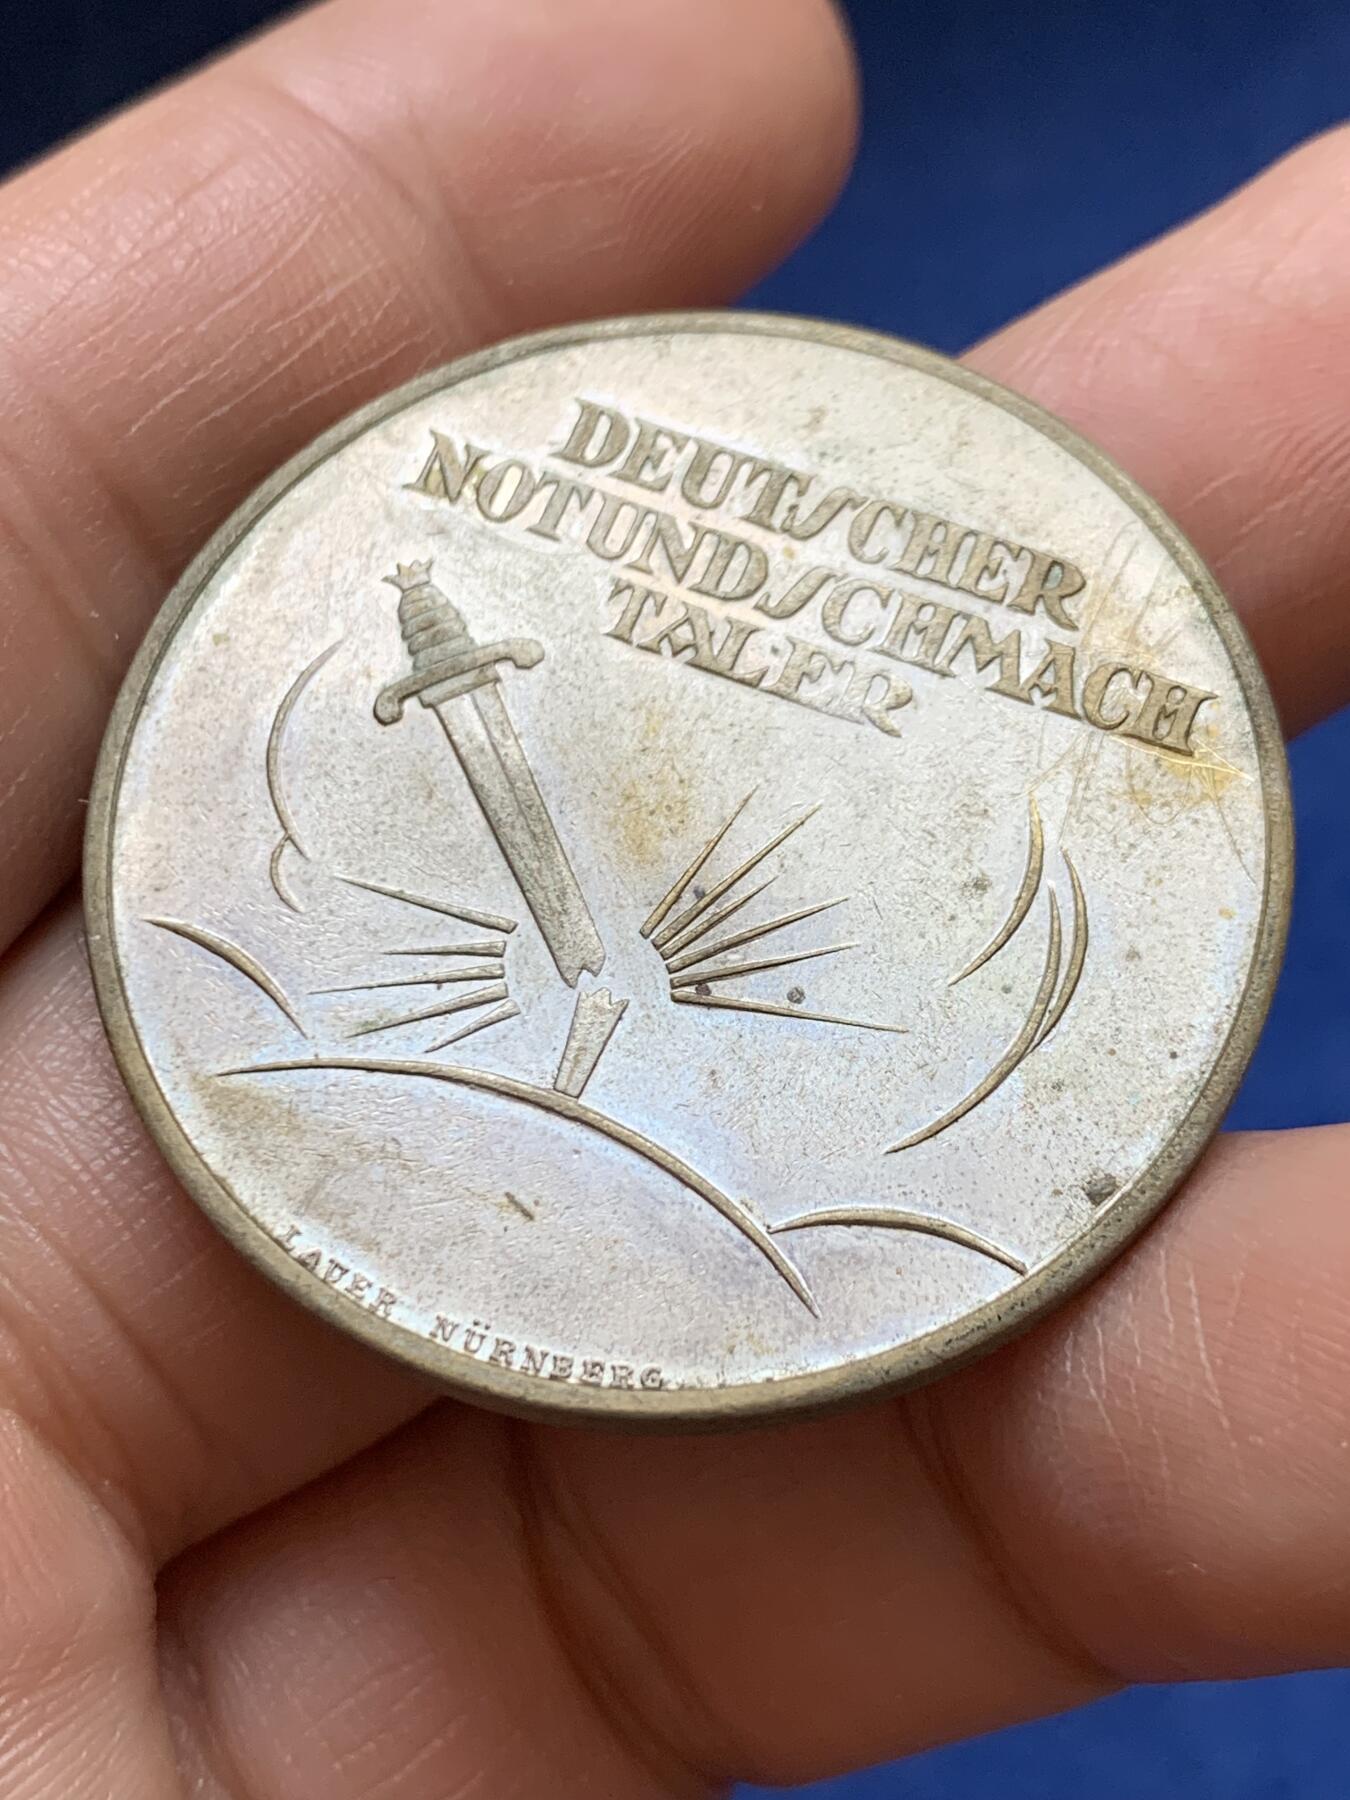 DEUTSCHER
NOTUNDSCHMACH
TALER
LAUER NÜRNBERG